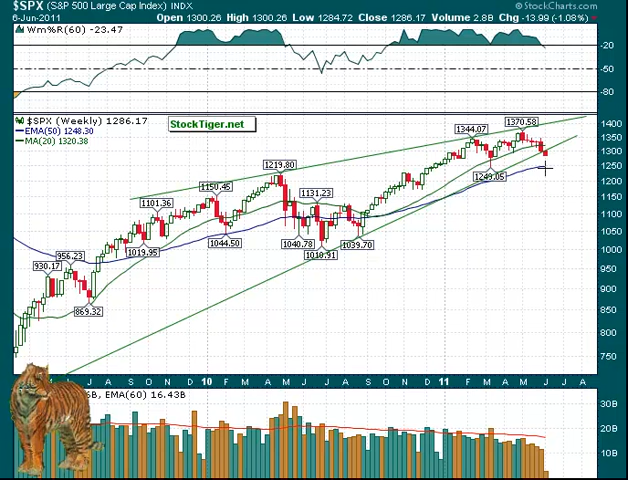 $SPX (S&P 500 Large Cap Index) INDX
© StockCharts.com
6-Jun-2011
Open 1300.26 High 1300.26 Low 1284.72 Close 1286.17 Volume 2.8B Chg -13.99 (-1.08%)
Wm%R(60) -23.47
-20
-50
-80
$SPX (Weekly) 1286.17
EMA(50) 1248.30
MA(20) 1320.38
StockTiger.net
1400
1350
1300
1250
1200
1150
1100
1050
1000
950
900
850
800
750
1370.58
1344.07
1249.05
1219.80
1150.45
1131.23
1101.36
1044.50
1040.78
1039.70
1019.95
1010.91
956.23
930.17
869.32
M J J A S O N D 10 F M A M J J A S O N D 11 F M A M J J A
6B, EMA(60) 16.43B
30B
20B
10B